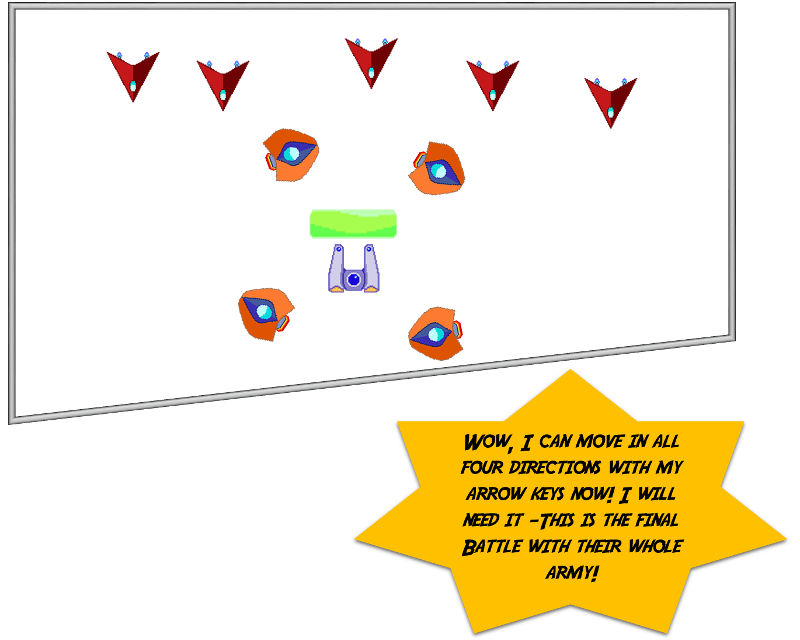 Wow, I can move in all
four directions with my
arrow keys now! I will
need it -This is the final
Battle with their whole
army!